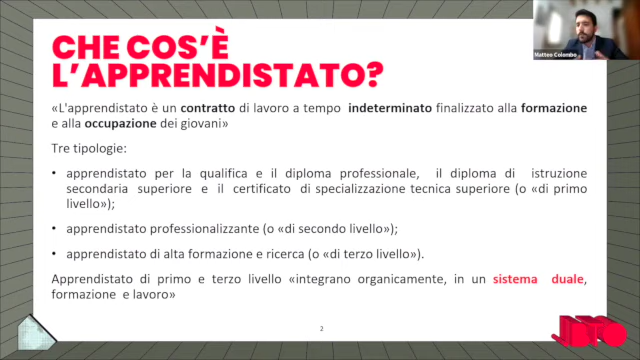 Matteo Colombo
CHE COS'È
L'APPRENDISTATO?
«L'apprendistato è un contratto di lavoro a tempo indeterminato finalizzato alla formazione
e alla occupazione dei giovani»
Tre tipologie:
• apprendistato per la qualifica e il diploma professionale, il diploma di istruzione
secondaria superiore e il certificato di specializzazione tecnica superiore (o «di primo
livello»);
• apprendistato professionalizzante (o «di secondo livello»);
• apprendistato di alta formazione e ricerca (o «di terzo livello»).
Apprendistato di primo e terzo livello «integrano organicamente, in un sistema duale,
formazione e lavoro»
2